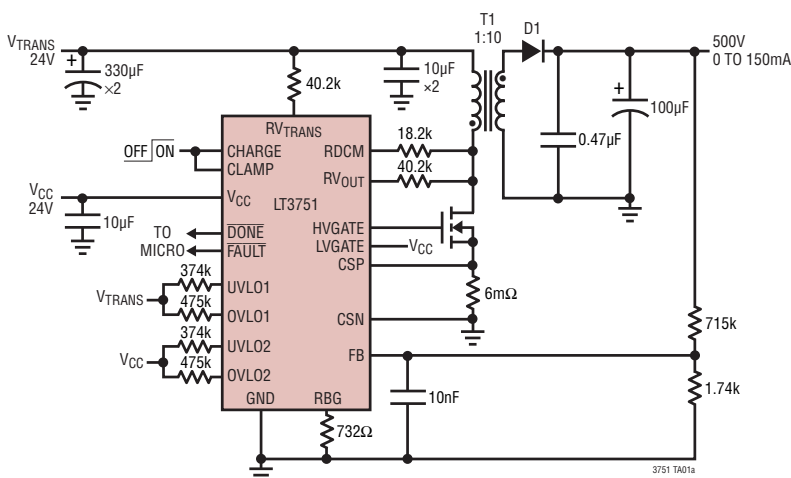 T1
1:10
D1
VTRANS
24V
+
330µF
×2
40.2k
10µF
×2
+
100µF
0.47µF
500V
0 TO 150mA
RVTRANS
OFF ON
CHARGE
CLAMP
RDCM
18.2k
RVOUT
40.2k
VCC
24V
10µF
VCC
LT3751
TO
MICRO
DONE
FAULT
HVGATE
LVGATE
VCC
CSP
6mΩ
CSN
VTRANS
374k
UVLO1
475k
OVLO1
VCC
374k
UVLO2
475k
OVLO2
FB
715k
1.74k
10nF
GND
RBG
732Ω
3751 TA01a